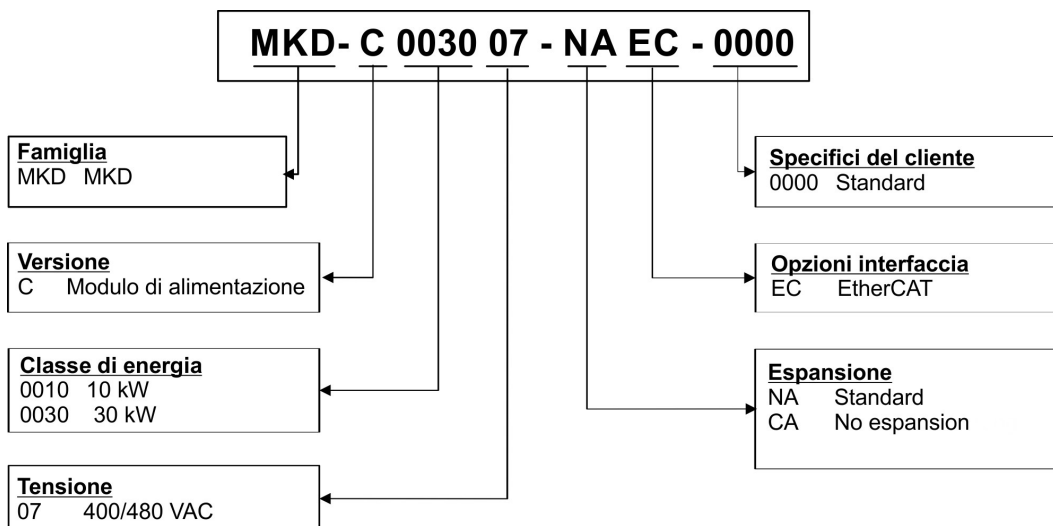 MKD- C 0030 07 - NA EC - 0000
Famiglia
MKD MKD
Versione
C Modulo di alimentazione
Classe di energia
0010 10 kW
0030 30 kW
Tensione
07 400/480 VAC
Specifici del cliente
0000 Standard
Opzioni interfaccia
EC EtherCAT
Espansione
NA Standard
CA No espansion